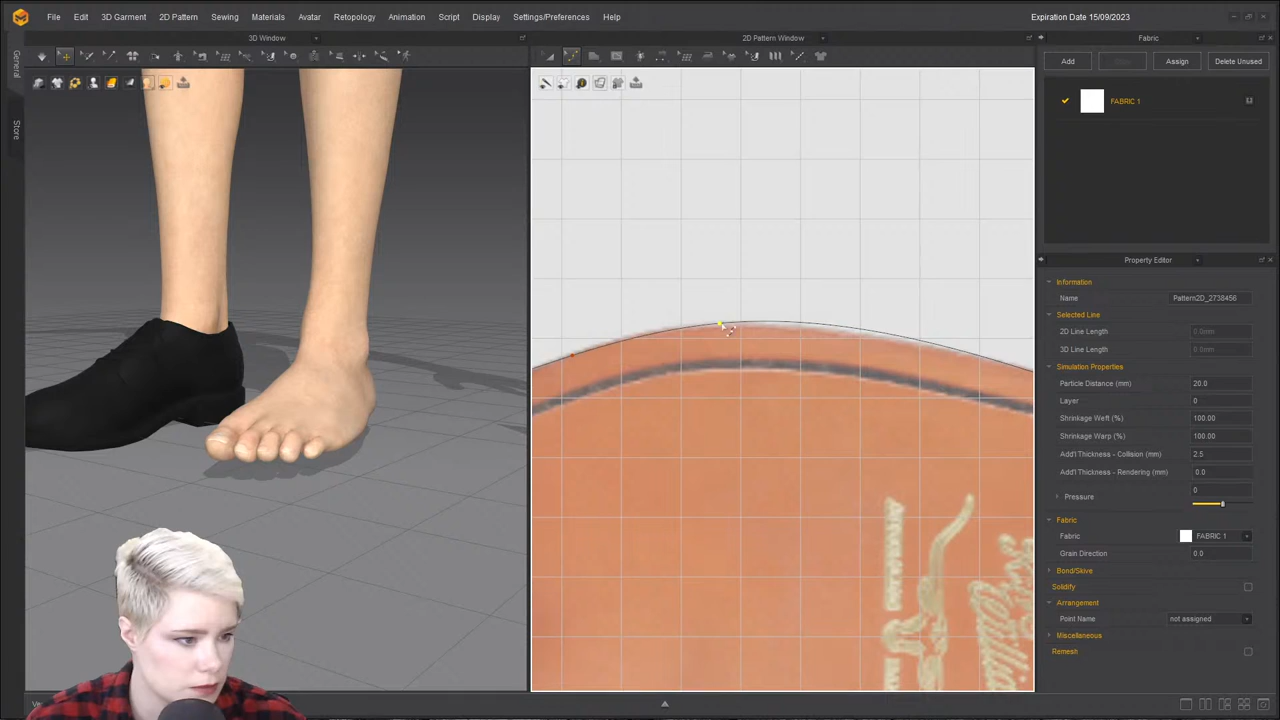 File Edit 3D Garment 2D Pattern Sewing Materials Avatar Retopology Animation Script Display Settings/Preferences Help Expiration Date 15/09/2023
3D Window
2D Pattern Window
Fabric
General
Store
Add
Assign
Delete Unused
FABRIC 1
Property Editor
Information
Name Pattern2D_2738456
Selected Line
2D Line Length 0.0mm
3D Line Length 0.0mm
Simulation Properties
Particle Distance (mm) 20.0
Layer 0
Shrinkage Weft (%) 100.00
Shrinkage Warp (%) 100.00
Add'l Thickness - Collision (mm) 2.5
Add'l Thickness - Rendering (mm) 0.0
Pressure 0
Fabric
Fabric FABRIC 1
Grain Direction 0.0
Bond/Skive
Solidify
Arrangement
Point Name not assigned
Miscellaneous
Remesh